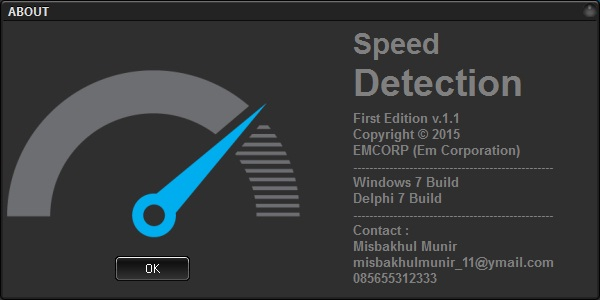 ABOUT
Speed
Detection
First Edition v.1.1
Copyright © 2015
EMCORP (Em Corporation)
--------------------------------------------------
Windows 7 Build
Delphi 7 Build
--------------------------------------------------
Contact :
Misbakhul Munir
misbakhulmunir_11@ymail.com
085655312333
OK